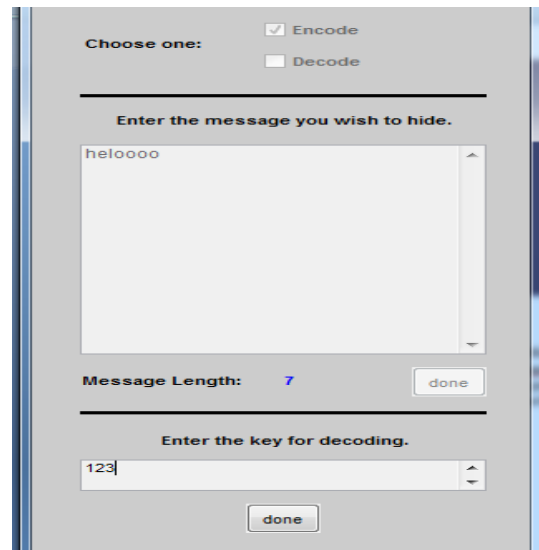 Choose one:
Encode
Decode
Enter the message you wish to hide.
heloooo
Message Length: 7 done
Enter the key for decoding.
123
done